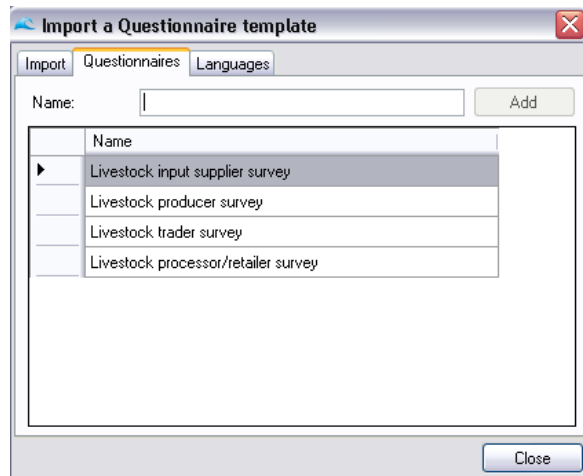 Import a Questionnaire template
Import Questionnaires Languages
Name: Add
Name
Livestock input supplier survey
Livestock producer survey
Livestock trader survey
Livestock processor/retailer survey
Close